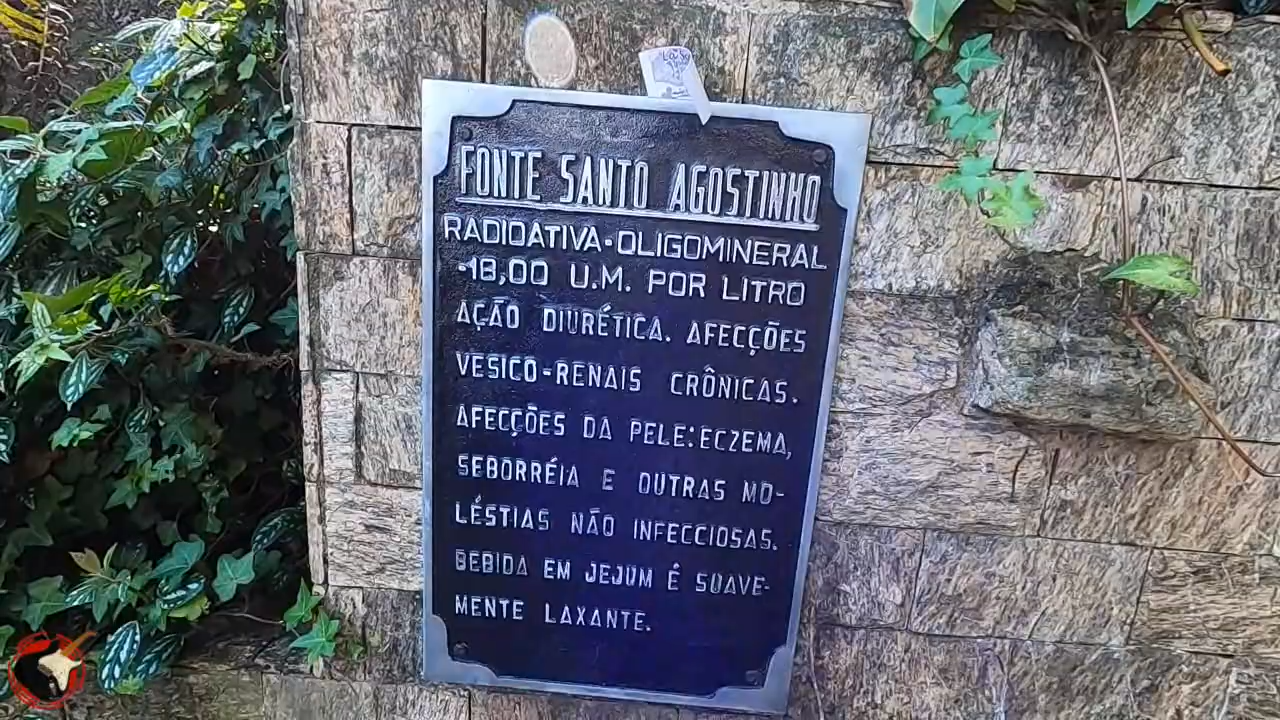 FONTE SANTO AGOSTINHO
RADIOATIVA-OLIGOMINERAL
-18,00 U.M. POR LITRO
AÇÃO DIURÉTICA. AFECÇÕES
VESICO-RENAIS CRÔNICAS.
AFECÇÕES DA PELE:ECZEMA,
SEBORRÉIA E OUTRAS MO-
LÉSTIAS NÃO INFECCIOSAS.
BEBIDA EM JEJUM É SUAVE-
MENTE LAXANTE.